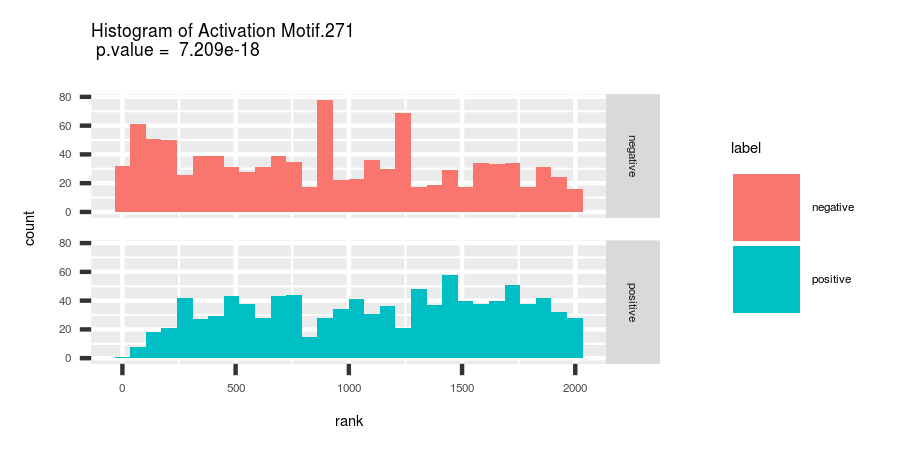 Histogram of Activation Motif.271
p.value = 7.209e-18
80
60
40
20
0
negative
count
80
60
40
20
0
positive
0 500 1000 1500 2000
rank
label
negative
positive